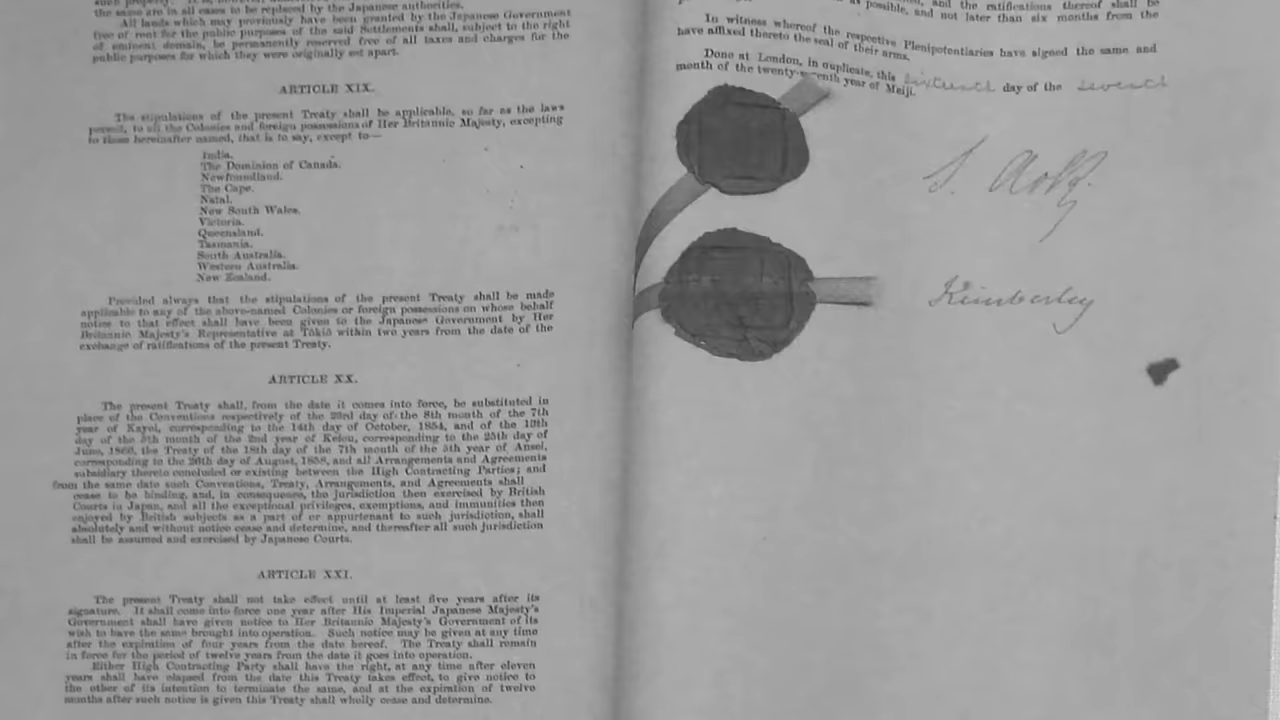 the same are in all cases to be replaced by the Japanese authorities.
All lands which may previously have been granted by the Japanese Government
free of rent for the public purposes of the said Settlements shall, subject to the right
of eminent domain, be permanently reserved free of all taxes and charges for the
public purposes for which they were originally set apart.
ARTICLE XIX.
The stipulations of the present Treaty shall be applicable, so far as the laws
permit, to all the Colonies and foreign possessions of Her Britannic Majesty, excepting
to those hereinafter named, that is to say, except to—
India.
The Dominion of Canada.
Newfoundland.
The Cape.
Natal.
New South Wales.
Victoria.
Queensland.
Tasmania.
South Australia.
Western Australia.
New Zealand.
Provided always that the stipulations of the present Treaty shall be made
applicable to any of the above-named Colonies or foreign possessions on whose behalf
notice to that effect shall have been given to the Japanese Government by Her
Britannic Majesty's Representative at Tôkiô within two years from the date of the
exchange of ratifications of the present Treaty.
ARTICLE XX.
The present Treaty shall, from the date it comes into force, be substituted in
place of the Conventions respectively of the 23rd day of the 8th month of the 7th
year of Kayei, corresponding to the 14th day of October, 1854, and of the 13th
day of the 5th month of the 2nd year of Keiou, corresponding to the 25th day of
June, 1866, the Treaty of the 18th day of the 7th month of the 5th year of Ansei,
corresponding to the 26th day of August, 1858, and all Arrangements and Agreements
subsidiary thereto concluded or existing between the High Contracting Parties; and
from the same date such Conventions, Treaty, Arrangements, and Agreements shall
cease to be binding, and, in consequence, the jurisdiction then exercised by British
Courts in Japan, and all the exceptional privileges, exemptions, and immunities then
enjoyed by British subjects as a part of or appurtenant to such jurisdiction, shall
absolutely and without notice cease and determine, and thereafter all such jurisdiction
shall be assumed and exercised by Japanese Courts.
ARTICLE XXI.
The present Treaty shall not take effect until at least five years after its
signature. It shall come into force one year after His Imperial Japanese Majesty's
Government shall have given notice to Her Britannic Majesty's Government of its
wish to have the same brought into operation. Such notice may be given at any time
after the expiration of four years from the date hereof. The Treaty shall remain
in force for the period of twelve years from the date it goes into operation.
Either High Contracting Party shall have the right, at any time after eleven
years shall have elapsed from the date this Treaty takes effect, to give notice to
the other of its intention to terminate the same, and at the expiration of twelve
months after such notice is given this Treaty shall wholly cease and determine.
and the ratifications thereof shall be
as possible, and not later than six months from the
In witness whereof the respective Plenipotentiaries have signed the same and
have affixed thereto the seal of their arms.
Done at London, in duplicate, this sixteenth day of the seventh
month of the twenty-seventh year of Meiji.
S. Aoki
Kimberley